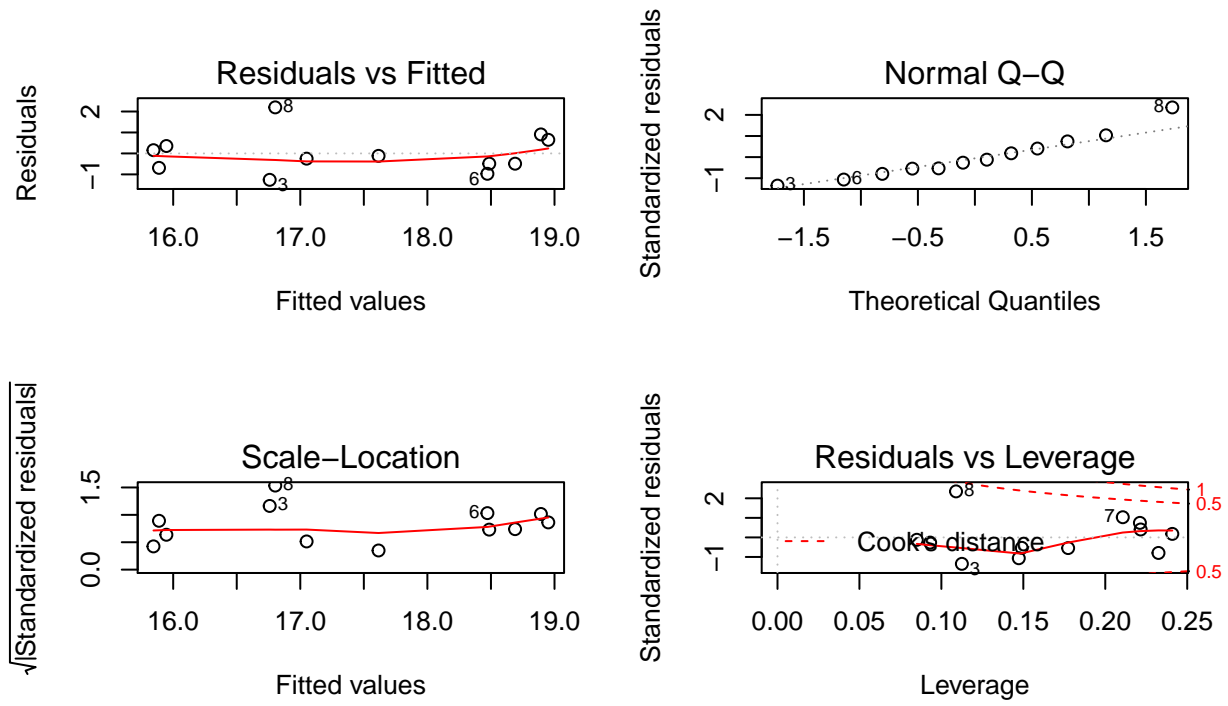 Residuals vs Fitted
Residuals
2
−1
8
3
6
16.0 17.0 18.0 19.0
Fitted values
Normal Q−Q
Standardized residuals
2
−1
8
3
6
−1.5 −0.5 0.5 1.5
Theoretical Quantiles
Scale−Location
√|Standardized residuals|
1.5
0.0
8
3
6
16.0 17.0 18.0 19.0
Fitted values
Residuals vs Leverage
Standardized residuals
2
−1
8
7
3
1
0.5
0.5
Cook's distance
0.00 0.05 0.10 0.15 0.20 0.25
Leverage